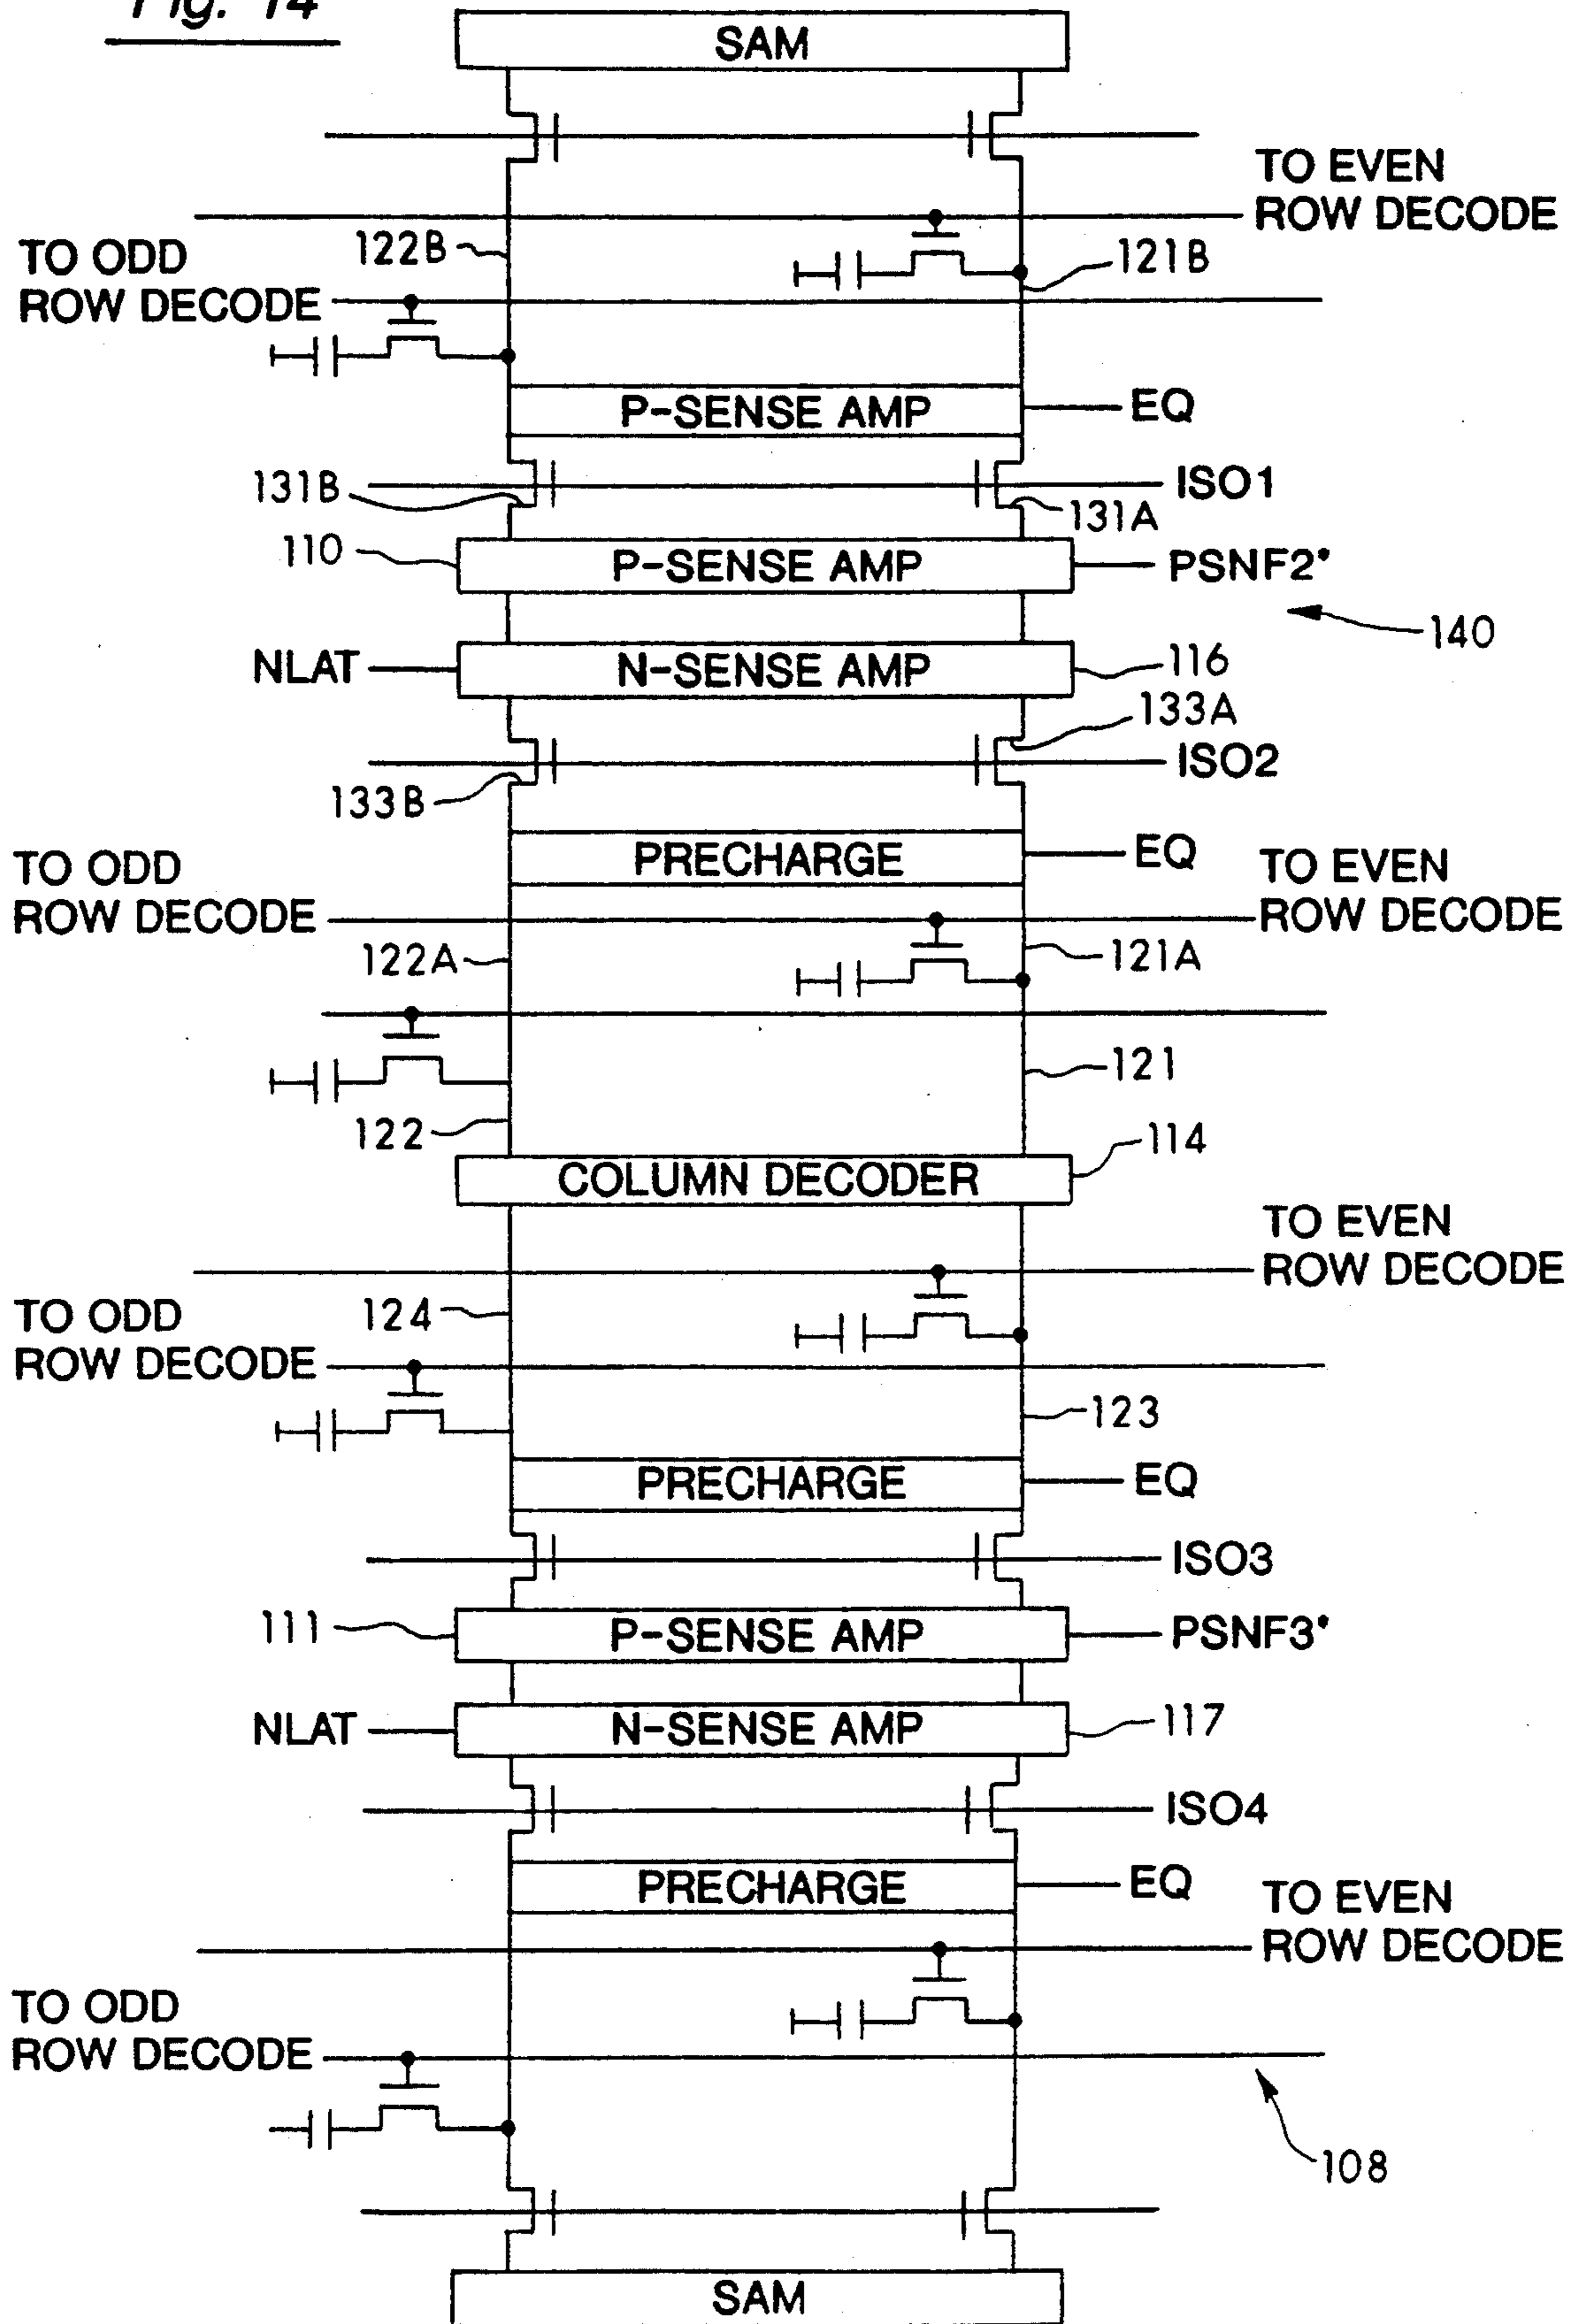 Fig. 14
SAM
TO EVEN
ROW DECODE
122B
121B
TO ODD
ROW DECODE
P-SENSE AMP
EQ
131B
ISO1
131A
110
P-SENSE AMP
PSNF2*
140
NLAT
N-SENSE AMP
116
133A
ISO2
133B
PRECHARGE
EQ
TO ODD
ROW DECODE
TO EVEN
ROW DECODE
122A
121A
121
122
114
COLUMN DECODER
TO EVEN
ROW DECODE
124
TO ODD
ROW DECODE
123
PRECHARGE
EQ
ISO3
111
P-SENSE AMP
PSNF3*
NLAT
N-SENSE AMP
117
ISO4
PRECHARGE
EQ
TO EVEN
ROW DECODE
TO ODD
ROW DECODE
108
SAM